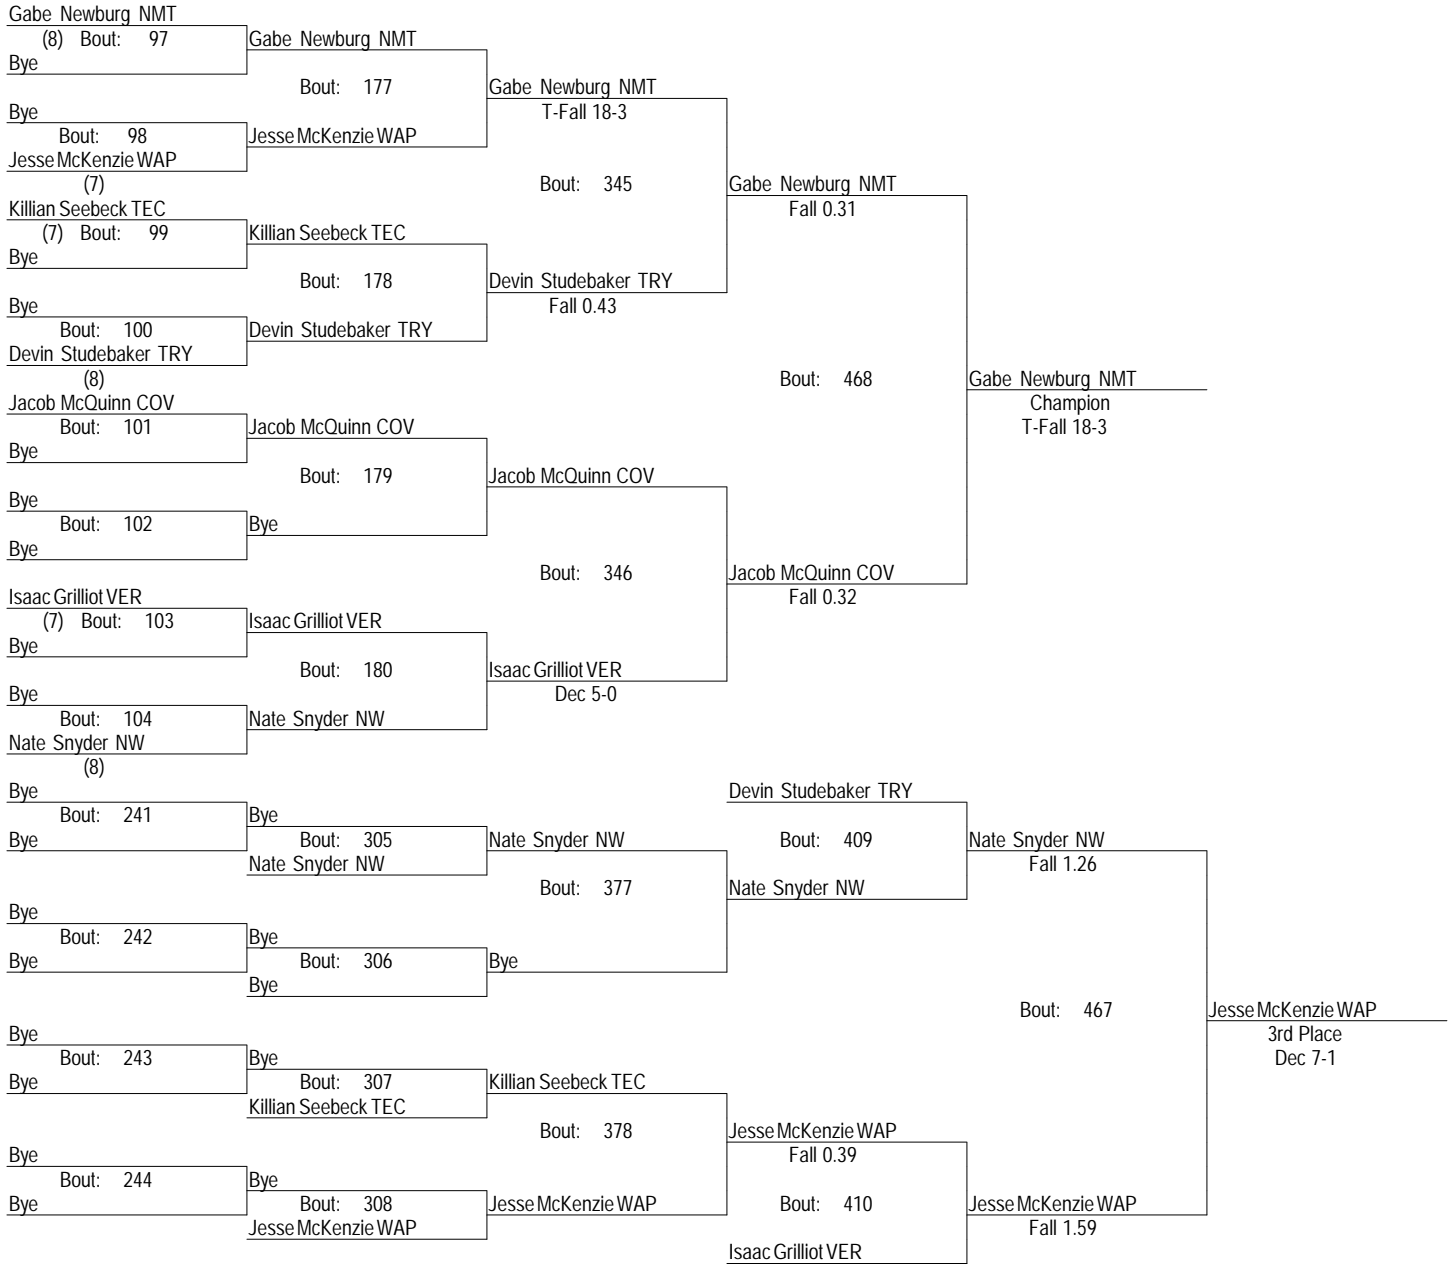 Gabe Newburg NMT
(8) Bout: 97 Gabe Newburg NMT
Bye
Bout: 177 Gabe Newburg NMT
Bye T-Fall 18-3
Bout: 98 Jesse McKenzie WAP
Jesse McKenzie WAP
(7) Bout: 345 Gabe Newburg NMT
Killian Seebeck TEC Fall 0.31
(7) Bout: 99 Killian Seebeck TEC
Bye
Bout: 178 Devin Studebaker TRY
Bye Fall 0.43
Bout: 100 Devin Studebaker TRY
Devin Studebaker TRY
(8) Bout: 468 Gabe Newburg NMT
Jacob McQuinn COV Champion
Bout: 101 Jacob McQuinn COV T-Fall 18-3
Bye
Bout: 179 Jacob McQuinn COV
Bye
Bout: 102 Bye
Bye
Bout: 346 Jacob McQuinn COV
Isaac Grilliot VER Fall 0.32
(7) Bout: 103 Isaac Grilliot VER
Bye
Bout: 180 Isaac Grilliot VER
Bye Dec 5-0
Bout: 104 Nate Snyder NW
Nate Snyder NW
(8)
Bye Devin Studebaker TRY
Bout: 241 Bye
Bye Bout: 305 Nate Snyder NW Bout: 409 Nate Snyder NW
Nate Snyder NW Fall 1.26
Bout: 377 Nate Snyder NW
Bye
Bout: 242 Bye
Bye Bout: 306 Bye
Bye
Bout: 467 Jesse McKenzie WAP
Bye 3rd Place
Bout: 243 Bye Dec 7-1
Bye Bout: 307 Killian Seebeck TEC
Killian Seebeck TEC
Bout: 378 Jesse McKenzie WAP
Bye Fall 0.39
Bout: 244 Bye
Bye Bout: 308 Jesse McKenzie WAP Bout: 410 Jesse McKenzie WAP
Jesse McKenzie WAP Fall 1.59
Isaac Grilliot VER